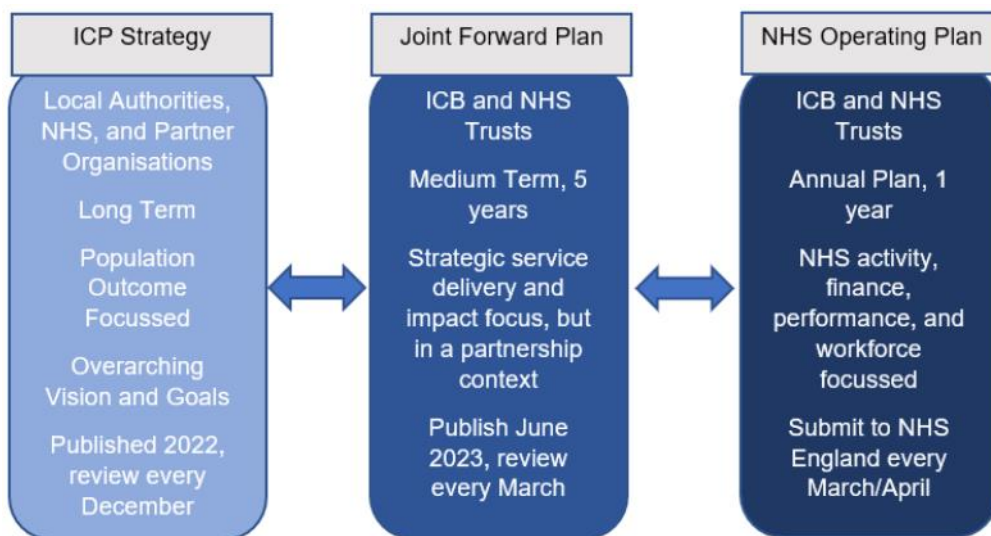 ICP Strategy
Local Authorities,
NHS, and Partner
Organisations
Long Term
Population
Outcome
Focussed
Overarching
Vision and Goals
Published 2022,
review every
December
Joint Forward Plan
ICB and NHS
Trusts
Medium Term, 5
years
Strategic service
delivery and
impact focus, but
in a partnership
context
Publish June
2023, review
every March
NHS Operating Plan
ICB and NHS
Trusts
Annual Plan, 1
year
NHS activity,
finance,
performance, and
workforce
focussed
Submit to NHS
England every
March/April